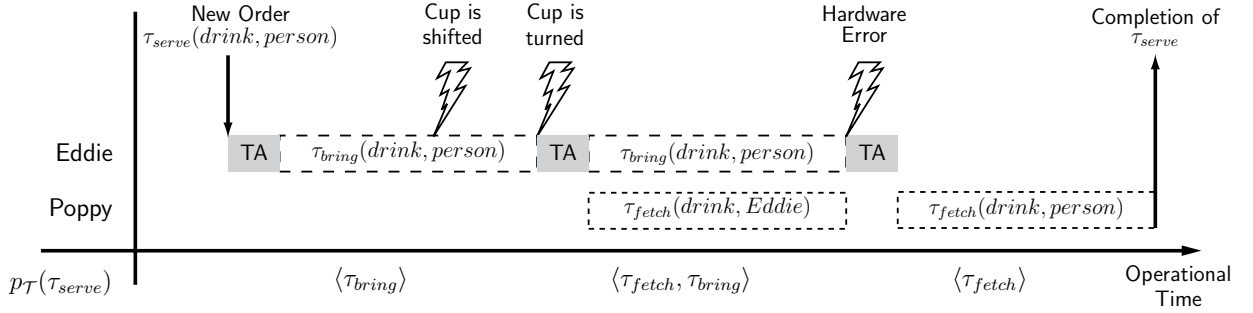 New Order
τ_serve(drink, person)
Cup is
shifted
Cup is
turned
Hardware
Error
Completion of
τ_serve
Eddie
TA
τ_bring(drink, person)
TA
τ_bring(drink, person)
TA
Poppy
τ_fetch(drink, Eddie)
τ_fetch(drink, person)
p_𝒯(τ_serve)
⟨τ_bring⟩
⟨τ_fetch, τ_bring⟩
⟨τ_fetch⟩
Operational
Time